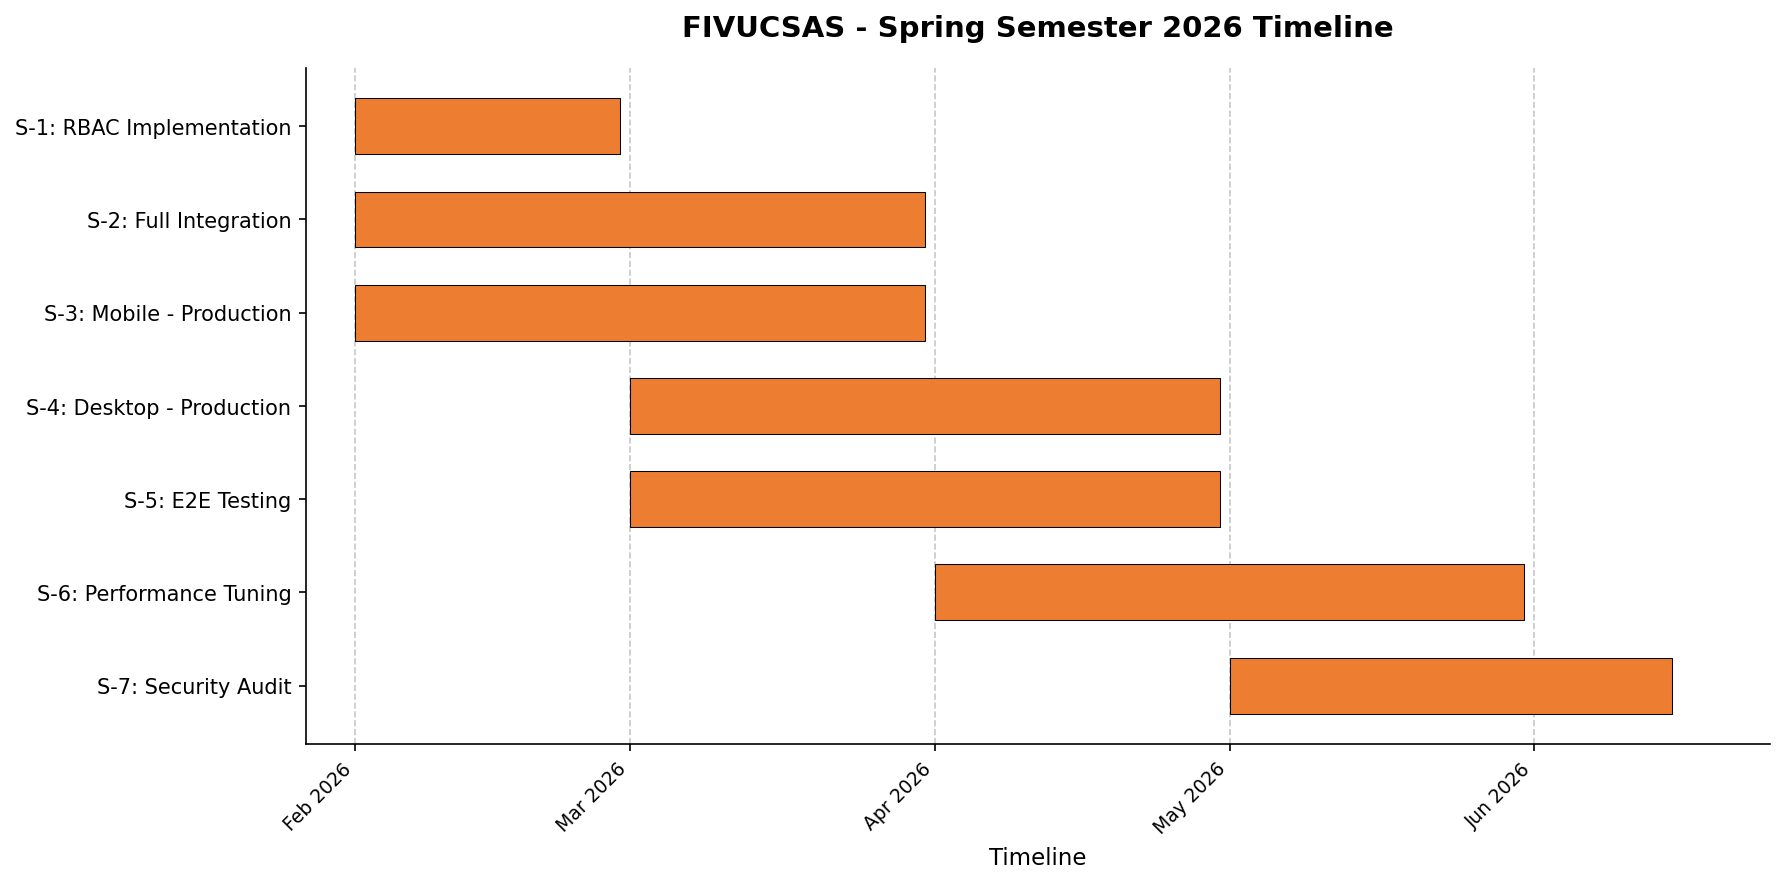 FIVUCSAS - Spring Semester 2026 Timeline
S-1: RBAC Implementation
S-2: Full Integration
S-3: Mobile - Production
S-4: Desktop - Production
S-5: E2E Testing
S-6: Performance Tuning
S-7: Security Audit
Feb 2026
Mar 2026
Apr 2026
May 2026
Jun 2026
Timeline